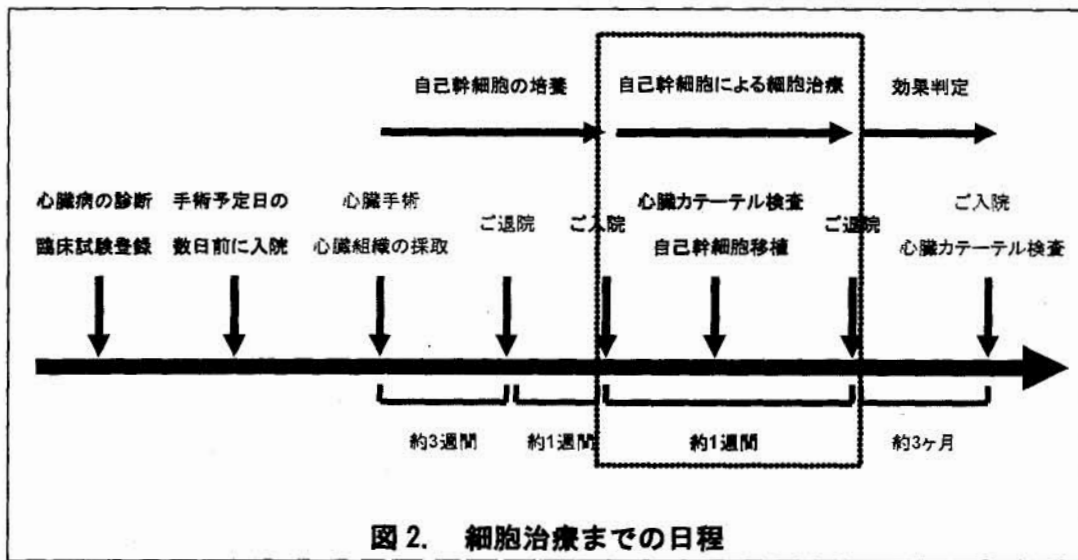 自己幹細胞の培養
自己幹細胞による細胞治療
効果判定
心臓病の診断
臨床試験登録
手術予定日の
数日前に入院
心臓手術
心臓組織の採取
ご退院
ご入院
心臓カテーテル検査
自己幹細胞移植
ご退院
ご入院
心臓カテーテル検査
約3週間
約1週間
約1週間
約3ヶ月
図2. 細胞治療までの日程